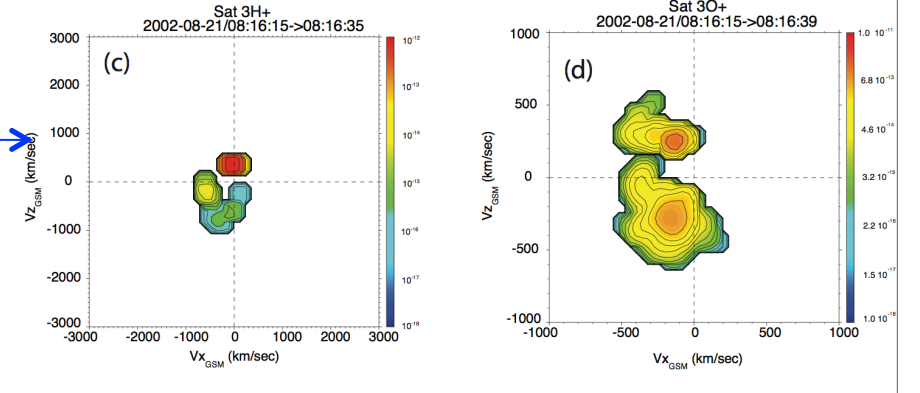 Sat 3H+
2002-08-21/08:16:15->08:16:35
(c)
3000
2000
1000
0
-1000
-2000
-3000
VzGSM (km/sec)
-3000 -2000 -1000 0 1000 2000 3000
VxGSM (km/sec)
10-12
10-13
10-14
10-15
10-16
10-17
10-18
Sat 3O+
2002-08-21/08:16:15->08:16:39
(d)
1000
500
0
-500
-1000
VzGSM (km/sec)
-1000 -500 0 500 1000
VxGSM (km/sec)
1.0 10-11
6.8 10-13
4.6 10-14
3.2 10-15
2.2 10-16
1.5 10-17
1.0 10-18